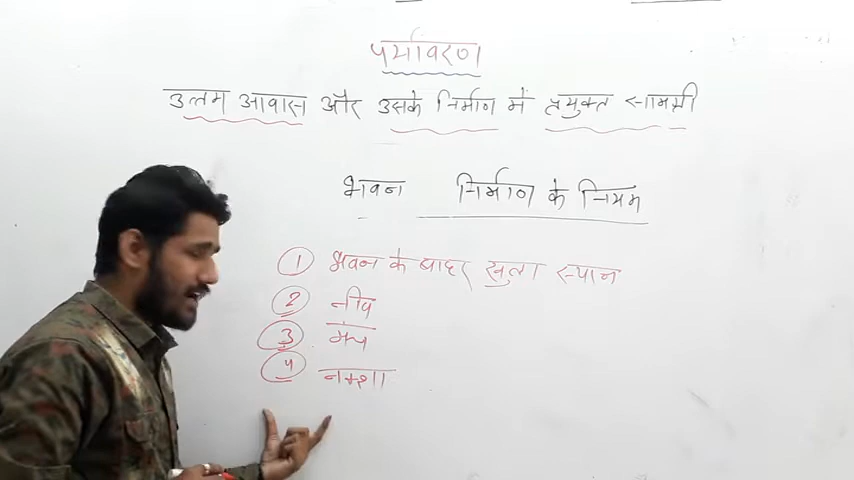 पर्यावरण
उत्तम आवास और उसके निर्माण में प्रयुक्त सामग्री
भवन निर्माण के नियम
1 भवन के बाहर खुला स्थान
2 नीव
3 मंच
4 नक्शा